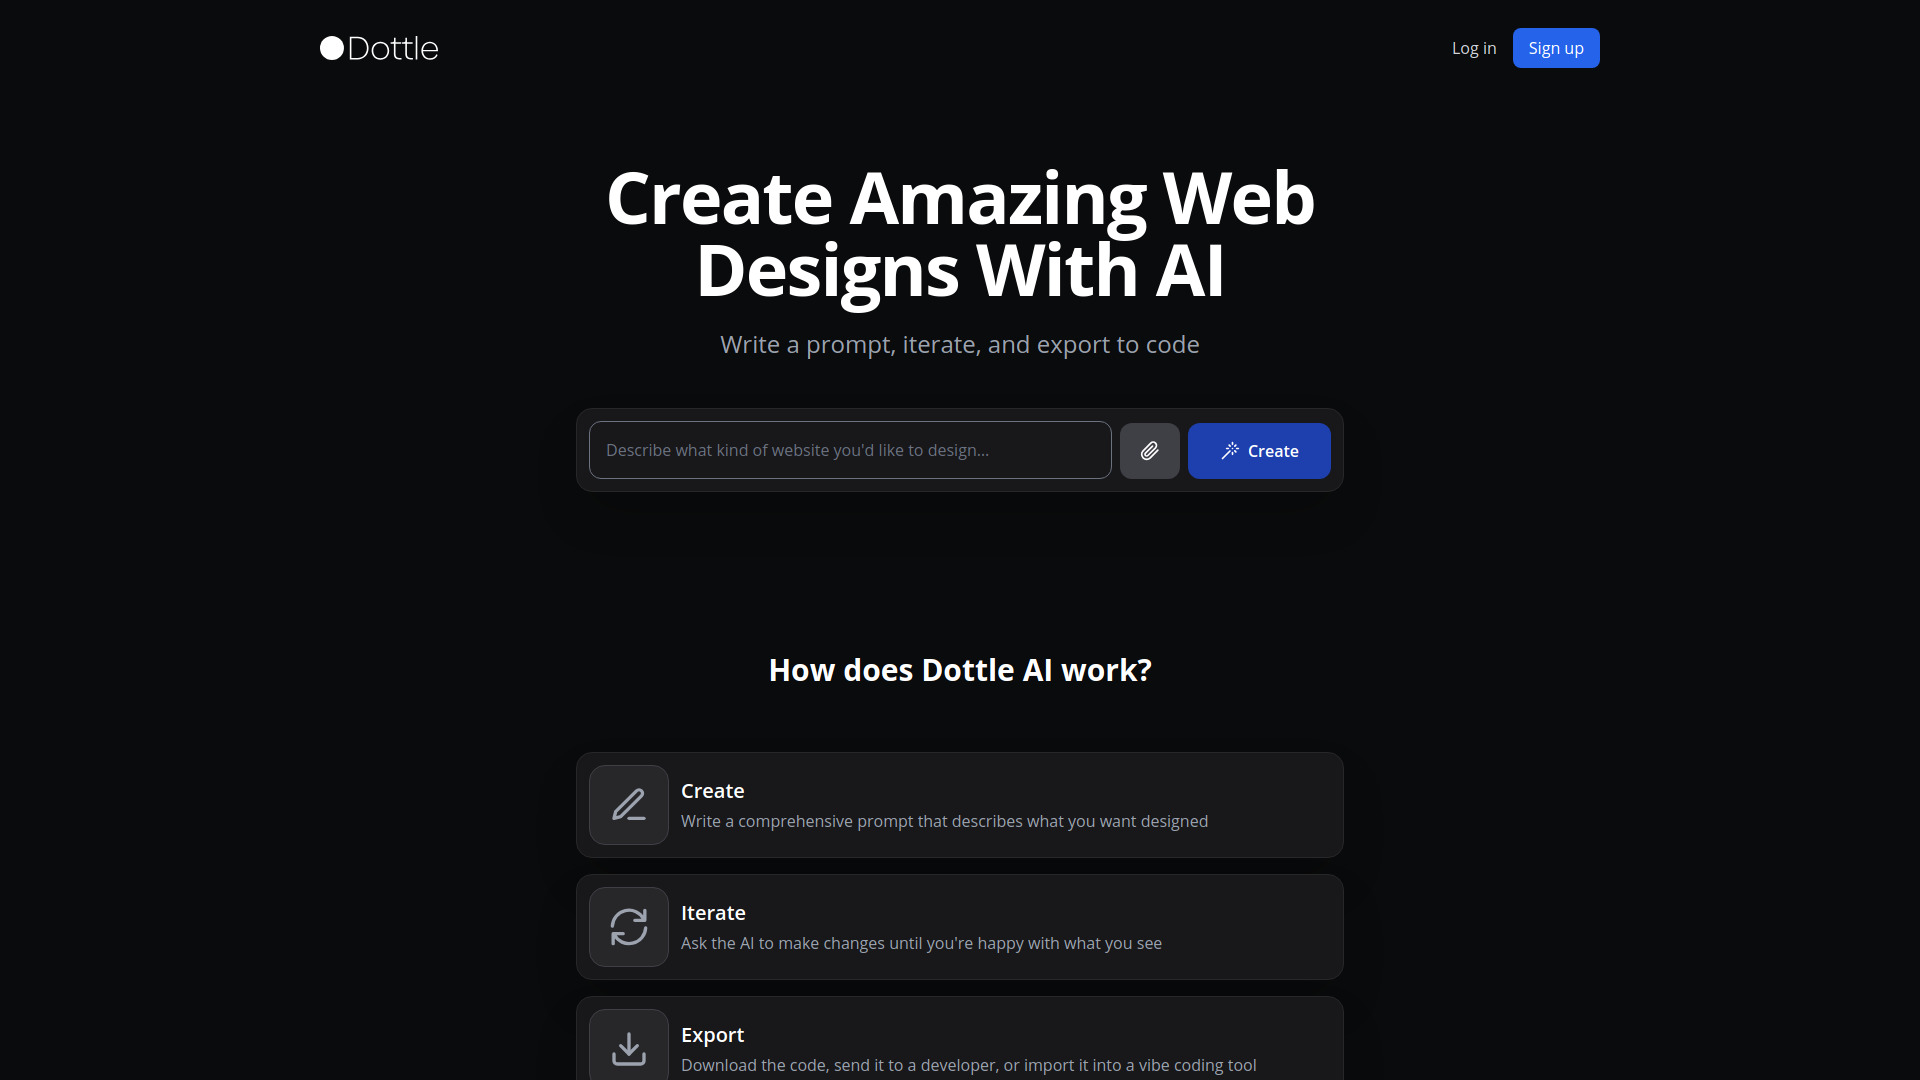 Dottle
Log in
Sign up
Create Amazing Web
Designs With AI
Write a prompt, iterate, and export to code
Describe what kind of website you'd like to design...
Create
How does Dottle AI work?
Create
Write a comprehensive prompt that describes what you want designed
Iterate
Ask the AI to make changes until you're happy with what you see
Export
Download the code, send it to a developer, or import it into a vibe coding tool